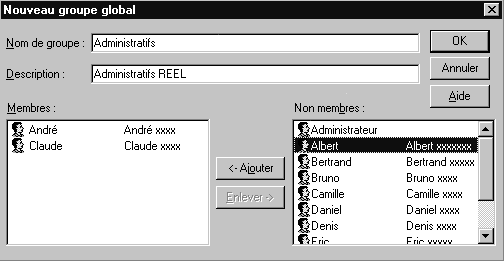 Nouveau groupe global
Nom de groupe : Administratifs
OK
Description : Administratifs REEL
Annuler
Aide
Membres :
André André xxxx
Claude Claude xxxx
<- Ajouter
Enlever ->
Non membres :
Administrateur
Albert Albert xxxxxxx
Bertrand Bertrand xxxxx
Bruno Bruno xxxx
Camille Camille xxxx
Daniel Daniel xxxx
Denis Denis xxxx
Eric Eric xxxxx